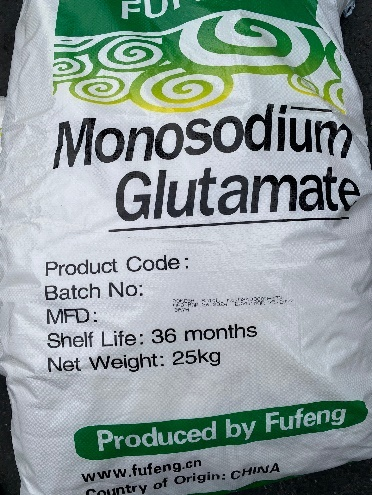 Monosodium
Glutamate
Product Code:
Batch No:
MFD:
Shelf Life: 36 months
Net Weight: 25kg
Produced by Fufeng
www.fufeng.cn
Country of Origin: CHINA